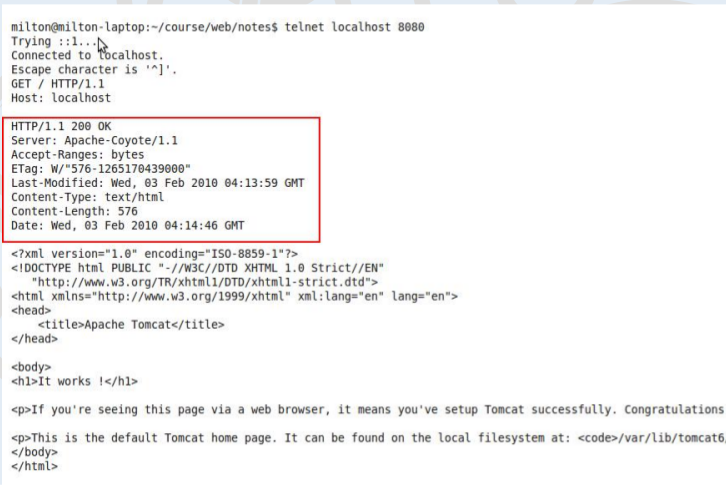 milton@milton-laptop:~/course/web/notes$ telnet localhost 8080
Trying ::1...
Connected to localhost.
Escape character is '^]'.
GET / HTTP/1.1
Host: localhost

HTTP/1.1 200 OK
Server: Apache-Coyote/1.1
Accept-Ranges: bytes
ETag: W/"576-1265170439000"
Last-Modified: Wed, 03 Feb 2010 04:13:59 GMT
Content-Type: text/html
Content-Length: 576
Date: Wed, 03 Feb 2010 04:14:46 GMT

<?xml version="1.0" encoding="ISO-8859-1"?>
<!DOCTYPE html PUBLIC "-//W3C//DTD XHTML 1.0 Strict//EN"
   "http://www.w3.org/TR/xhtml1/DTD/xhtml1-strict.dtd">
<html xmlns="http://www.w3.org/1999/xhtml" xml:lang="en" lang="en">
<head>
    <title>Apache Tomcat</title>
</head>

<body>
<h1>It works !</h1>

<p>If you're seeing this page via a web browser, it means you've setup Tomcat successfully. Congratulations

<p>This is the default Tomcat home page. It can be found on the local filesystem at: <code>/var/lib/tomcat6
</body>
</html>